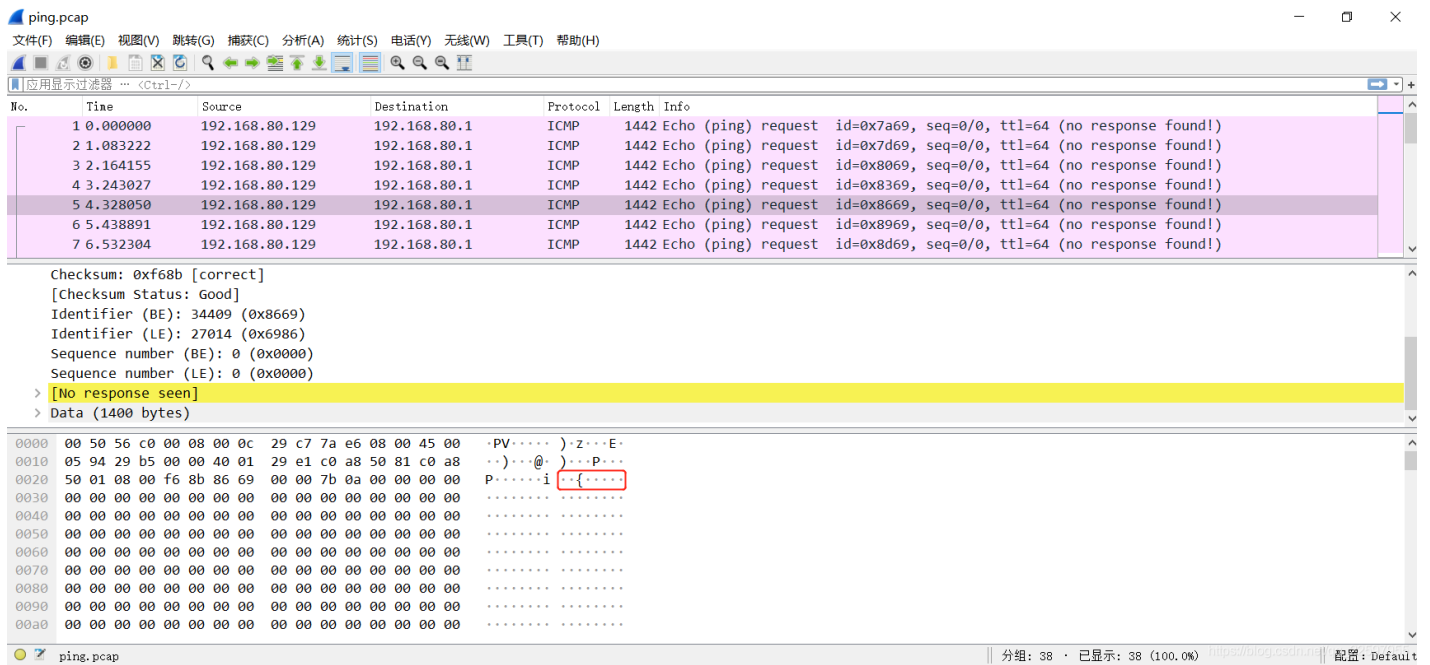 ping.pcap
文件(F) 编辑(E) 视图(V) 跳转(G) 捕获(C) 分析(A) 统计(S) 电话(Y) 无线(W) 工具(T) 帮助(H)
应用显示过滤器 … <Ctrl-/>
No. Time Source Destination Protocol Length Info
1 0.000000 192.168.80.129 192.168.80.1 ICMP 1442 Echo (ping) request id=0x7a69, seq=0/0, ttl=64 (no response found!)
2 1.083222 192.168.80.129 192.168.80.1 ICMP 1442 Echo (ping) request id=0x7d69, seq=0/0, ttl=64 (no response found!)
3 2.164155 192.168.80.129 192.168.80.1 ICMP 1442 Echo (ping) request id=0x8069, seq=0/0, ttl=64 (no response found!)
4 3.243027 192.168.80.129 192.168.80.1 ICMP 1442 Echo (ping) request id=0x8369, seq=0/0, ttl=64 (no response found!)
5 4.328050 192.168.80.129 192.168.80.1 ICMP 1442 Echo (ping) request id=0x8669, seq=0/0, ttl=64 (no response found!)
6 5.438891 192.168.80.129 192.168.80.1 ICMP 1442 Echo (ping) request id=0x8969, seq=0/0, ttl=64 (no response found!)
7 6.532304 192.168.80.129 192.168.80.1 ICMP 1442 Echo (ping) request id=0x8d69, seq=0/0, ttl=64 (no response found!)
Checksum: 0xf68b [correct]
[Checksum Status: Good]
Identifier (BE): 34409 (0x8669)
Identifier (LE): 27014 (0x6986)
Sequence number (BE): 0 (0x0000)
Sequence number (LE): 0 (0x0000)
[No response seen]
Data (1400 bytes)
0000 00 50 56 c0 00 08 00 0c 29 c7 7a e6 08 00 45 00 ·PV····· )·z···E·
0010 05 94 29 b5 00 00 40 01 29 e1 c0 a8 50 81 c0 a8 ··)···@· )···P···
0020 50 01 08 00 f6 8b 86 69 00 00 7b 0a 00 00 00 00 P······i ··{·····
0030 00 00 00 00 00 00 00 00 00 00 00 00 00 00 00 00 ········ ········
0040 00 00 00 00 00 00 00 00 00 00 00 00 00 00 00 00 ········ ········
0050 00 00 00 00 00 00 00 00 00 00 00 00 00 00 00 00 ········ ········
0060 00 00 00 00 00 00 00 00 00 00 00 00 00 00 00 00 ········ ········
0070 00 00 00 00 00 00 00 00 00 00 00 00 00 00 00 00 ········ ········
0080 00 00 00 00 00 00 00 00 00 00 00 00 00 00 00 00 ········ ········
0090 00 00 00 00 00 00 00 00 00 00 00 00 00 00 00 00 ········ ········
00a0 00 00 00 00 00 00 00 00 00 00 00 00 00 00 00 00 ········ ········
ping.pcap 分组: 38 · 已显示: 38 (100.0%) 配置: Default